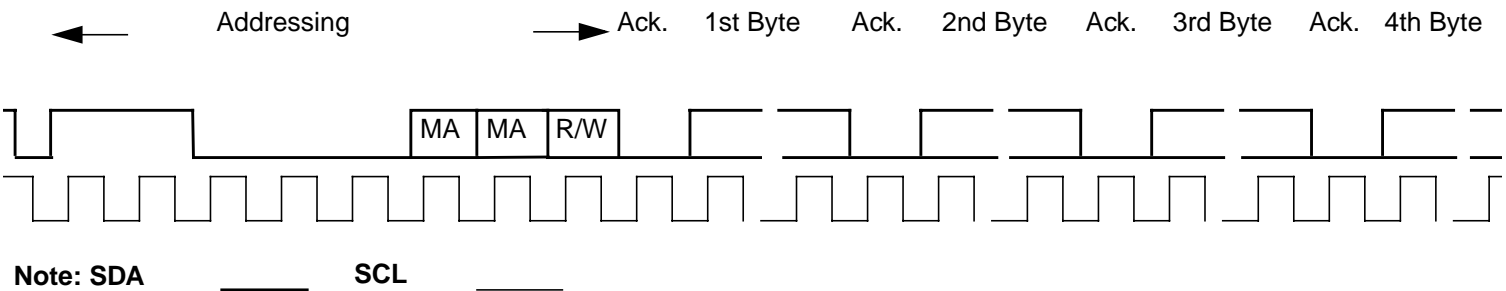 Addressing Ack. 1st Byte Ack. 2nd Byte Ack. 3rd Byte Ack. 4th Byte
MA MA R/W
Note: SDA SCL